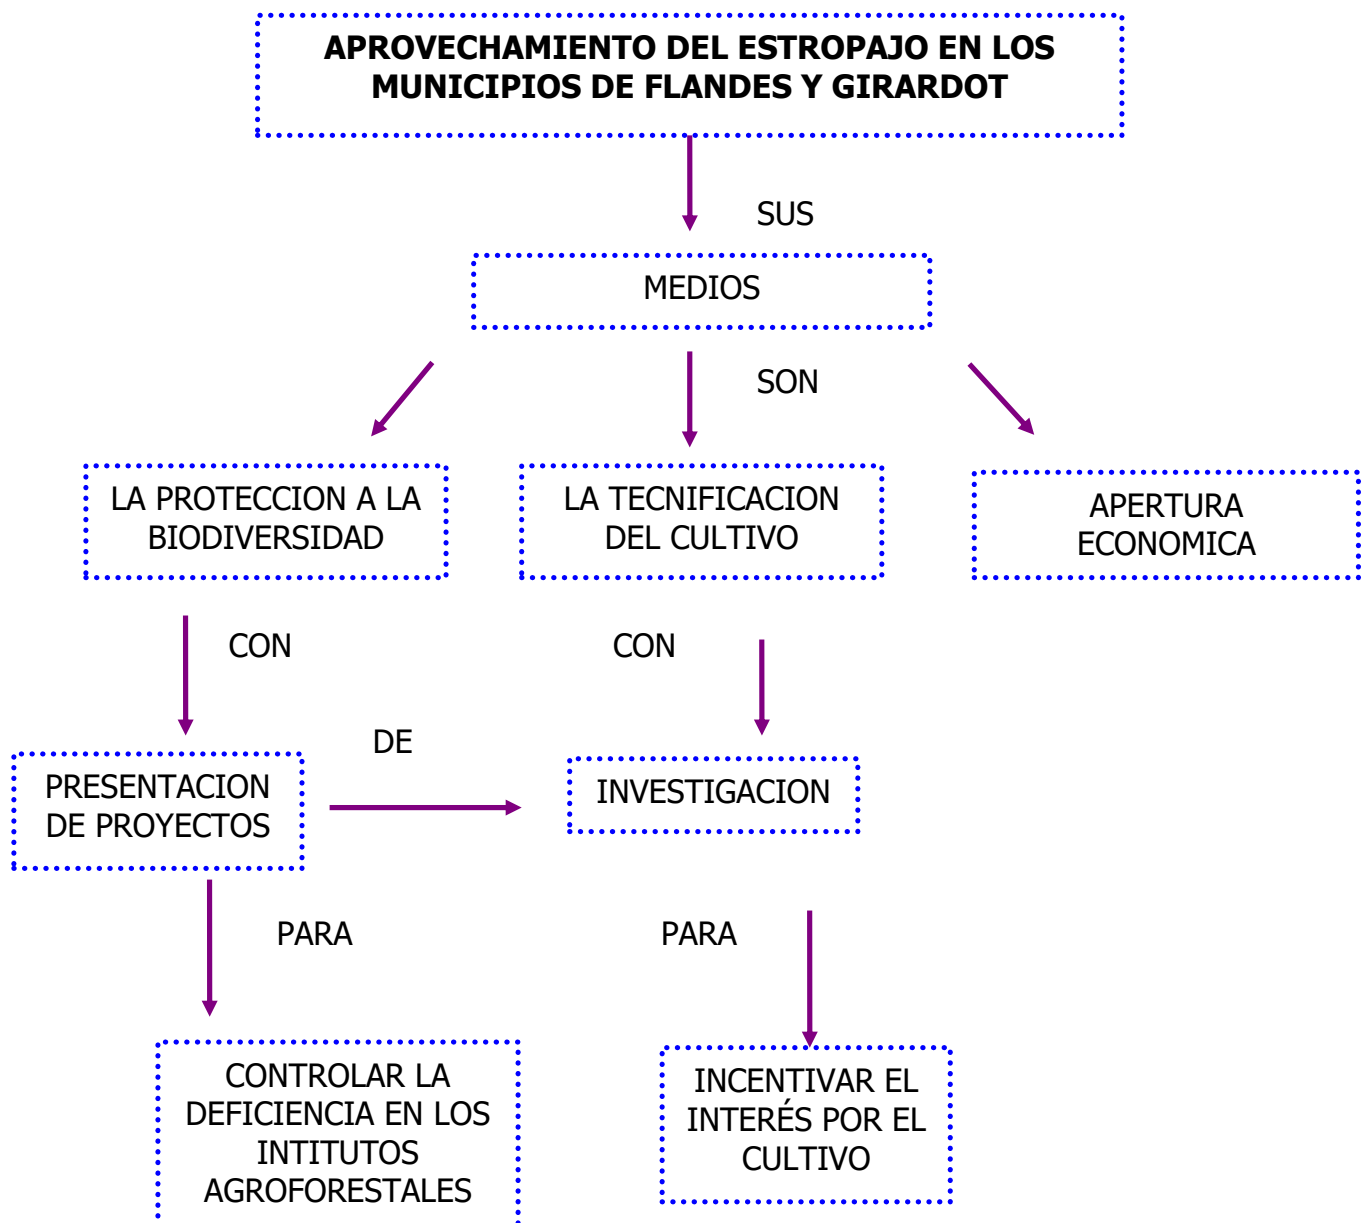 APROVECHAMIENTO DEL ESTROPAJO EN LOS
MUNICIPIOS DE FLANDES Y GIRARDOT
SUS
MEDIOS
SON
LA PROTECCION A LA
BIODIVERSIDAD
LA TECNIFICACION
DEL CULTIVO
APERTURA
ECONOMICA
CON
CON
DE
PRESENTACION
DE PROYECTOS
INVESTIGACION
PARA
PARA
CONTROLAR LA
DEFICIENCIA EN LOS
INTITUTOS
AGROFORESTALES
INCENTIVAR EL
INTERÉS POR EL
CULTIVO